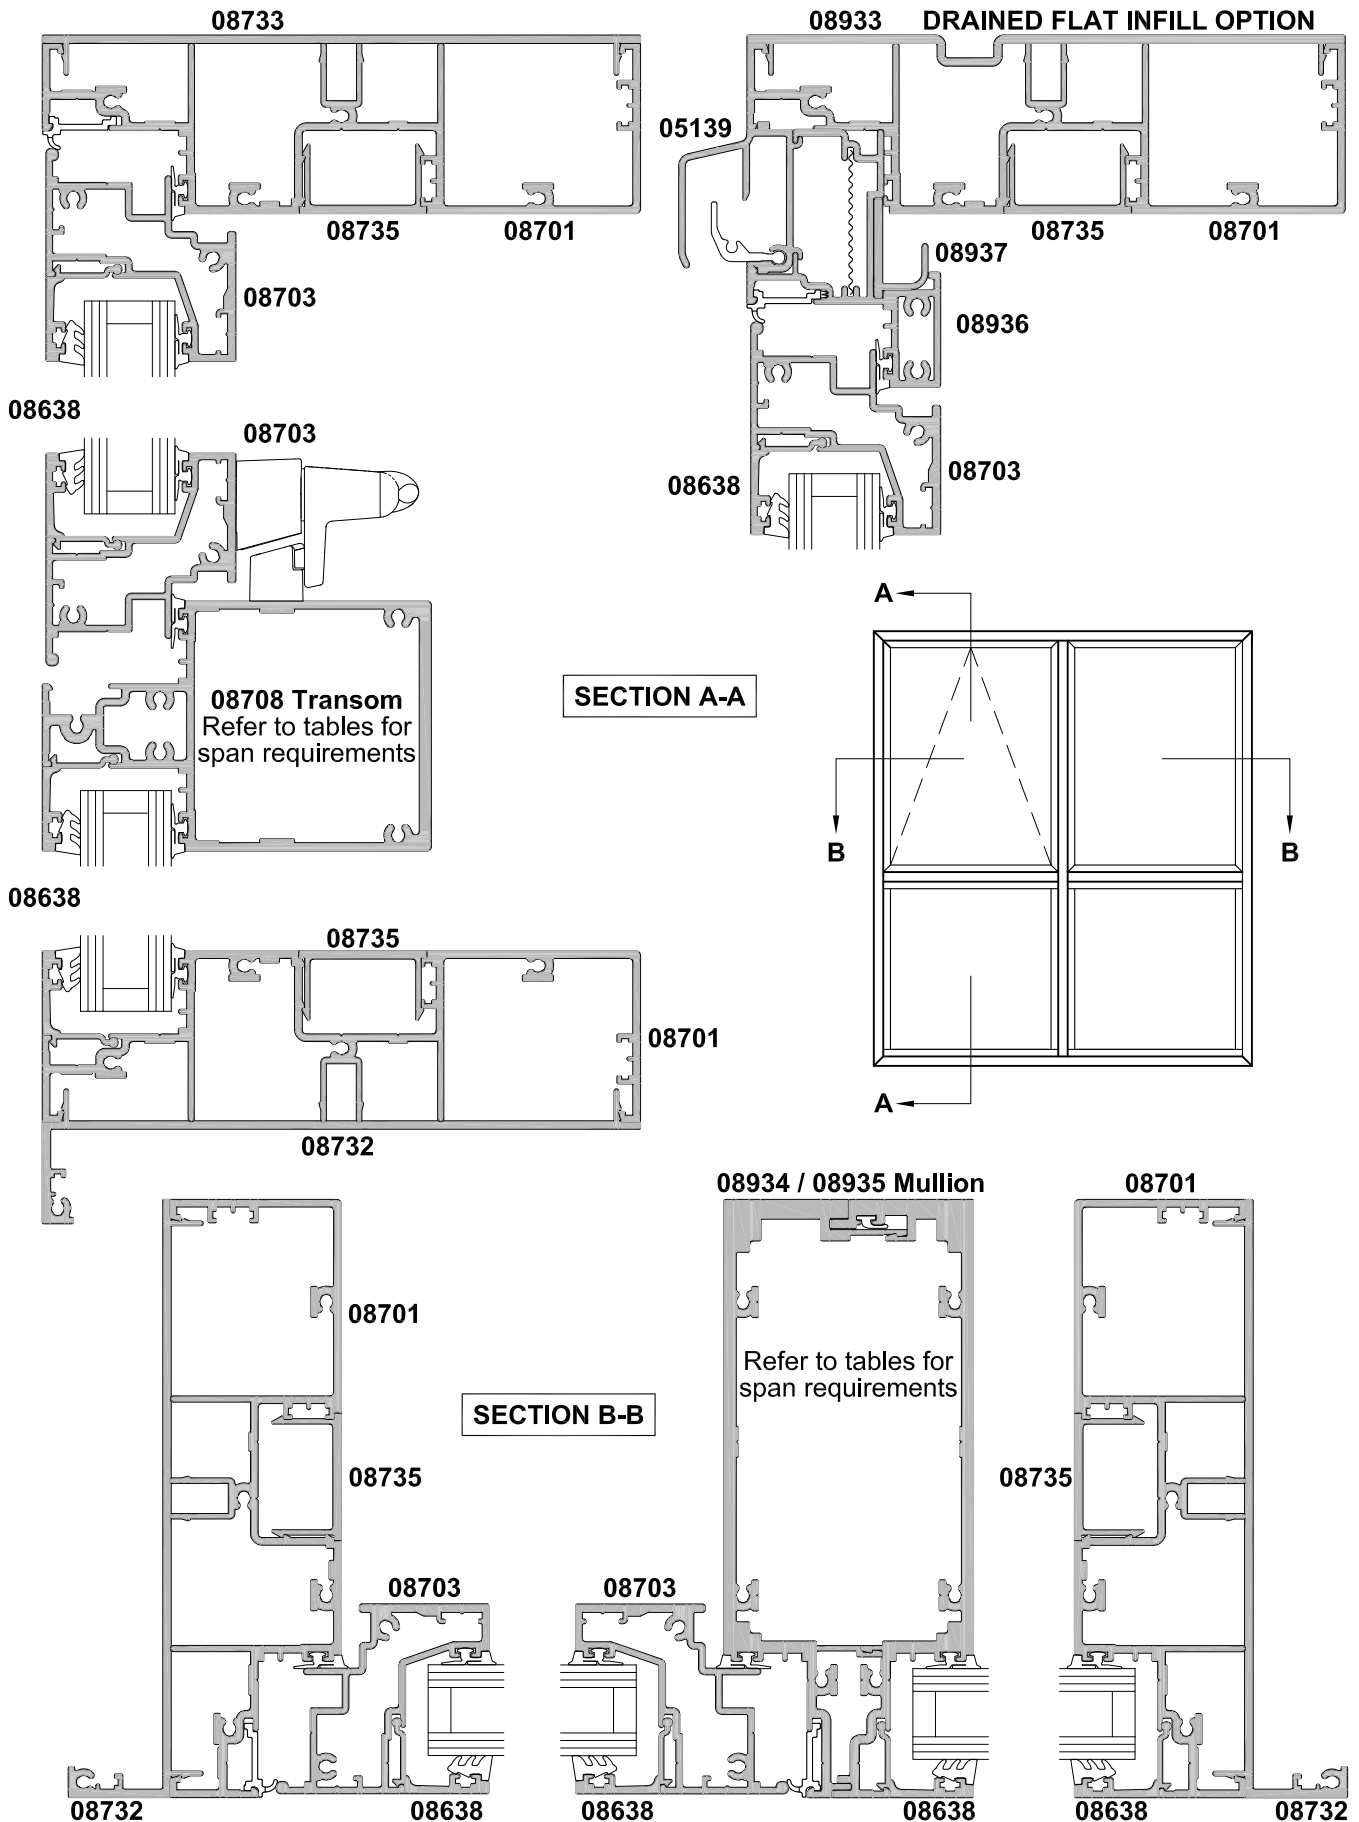 08733
08933 DRAINED FLAT INFILL OPTION
05139
08735
08701
08735
08701
08937
08703
08936
08638
08703
08638
08703
A
08708 Transom
Refer to tables for
span requirements
SECTION A-A
B
B
08638
08735
08701
A
08732
08934 / 08935 Mullion
08701
08701
Refer to tables for
span requirements
SECTION B-B
08735
08735
08703
08703
08732
08638
08638
08638
08638
08732